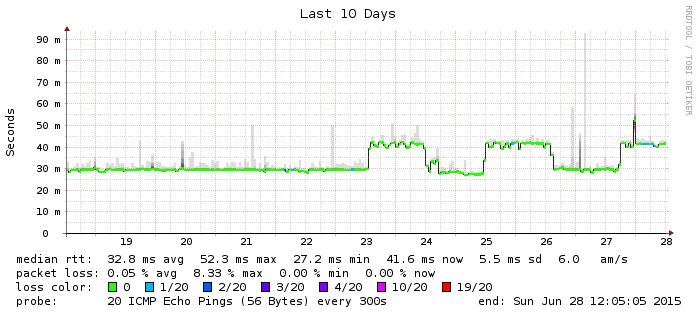 Last 10 Days
RRDTOOL / TOBI OETIKER
Seconds
90 m
80 m
70 m
60 m
50 m
40 m
30 m
20 m
10 m
0
19 20 21 22 23 24 25 26 27 28
median rtt: 32.8 ms avg 52.3 ms max 27.2 ms min 41.6 ms now 5.5 ms sd 6.0 am/s
packet loss: 0.05 % avg 8.33 % max 0.00 % min 0.00 % now
loss color: 0 1/20 2/20 3/20 4/20 10/20 19/20
probe: 20 ICMP Echo Pings (56 Bytes) every 300s end: Sun Jun 28 12:05:05 2015